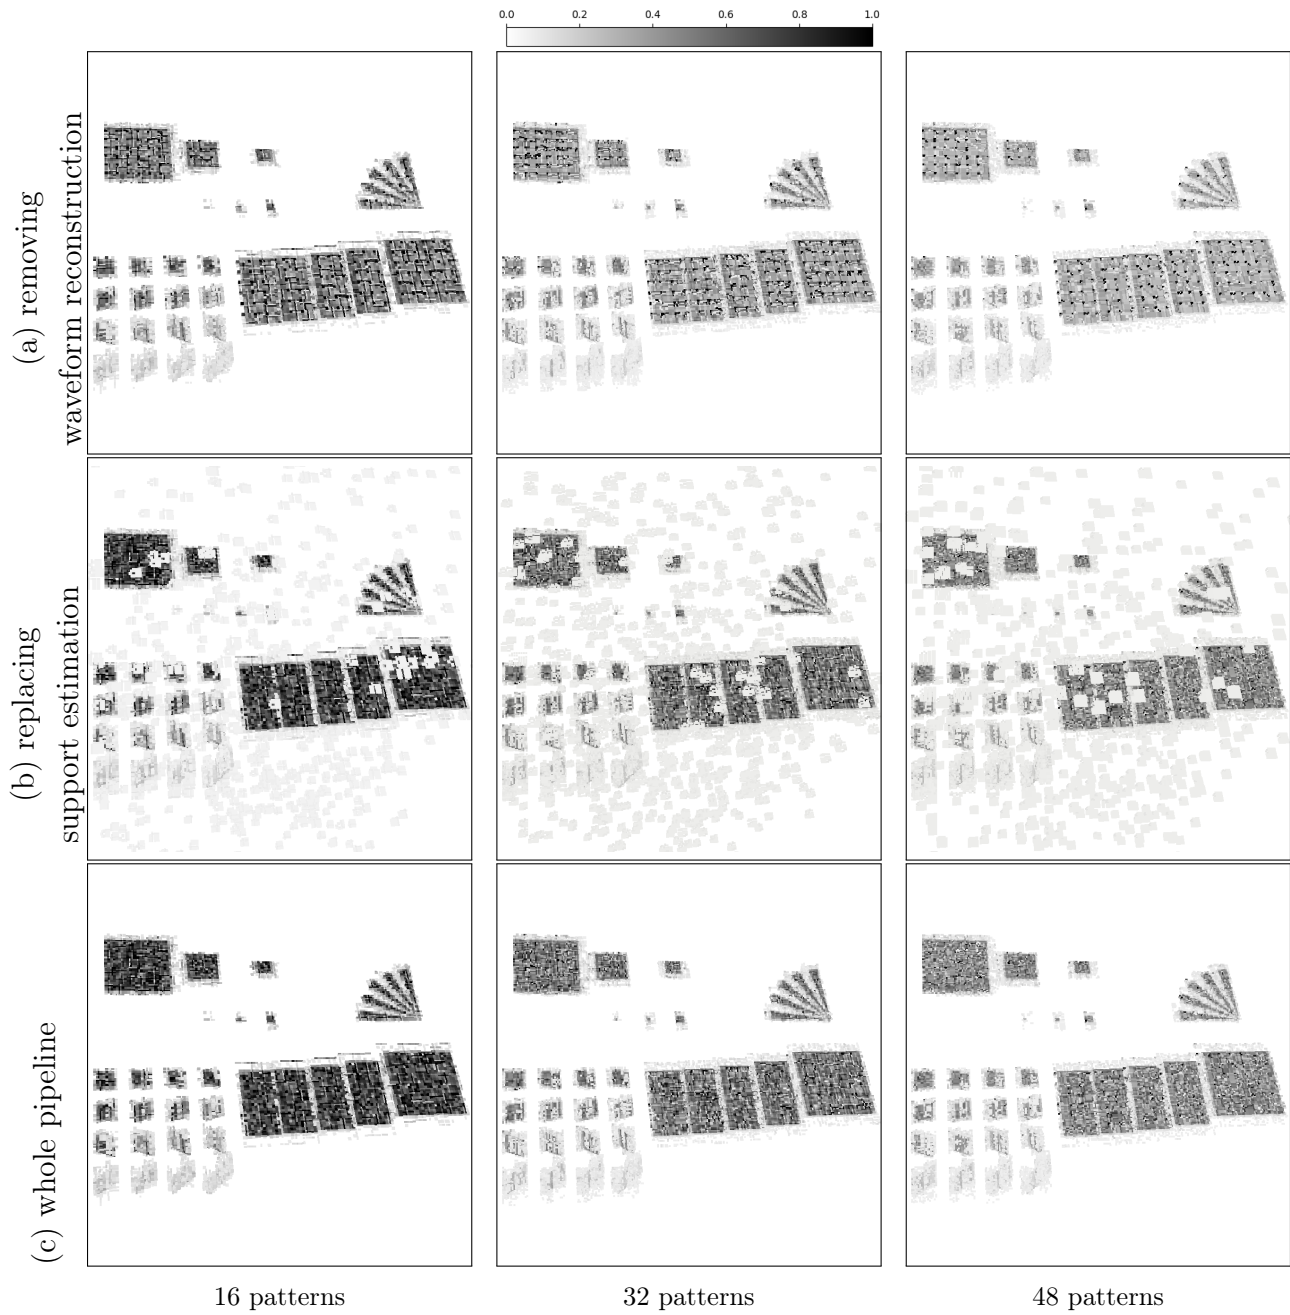 0.0 0.2 0.4 0.6 0.8 1.0
(a) removing
waveform reconstruction
(b) replacing
support estimation
(c) whole pipeline
16 patterns
32 patterns
48 patterns